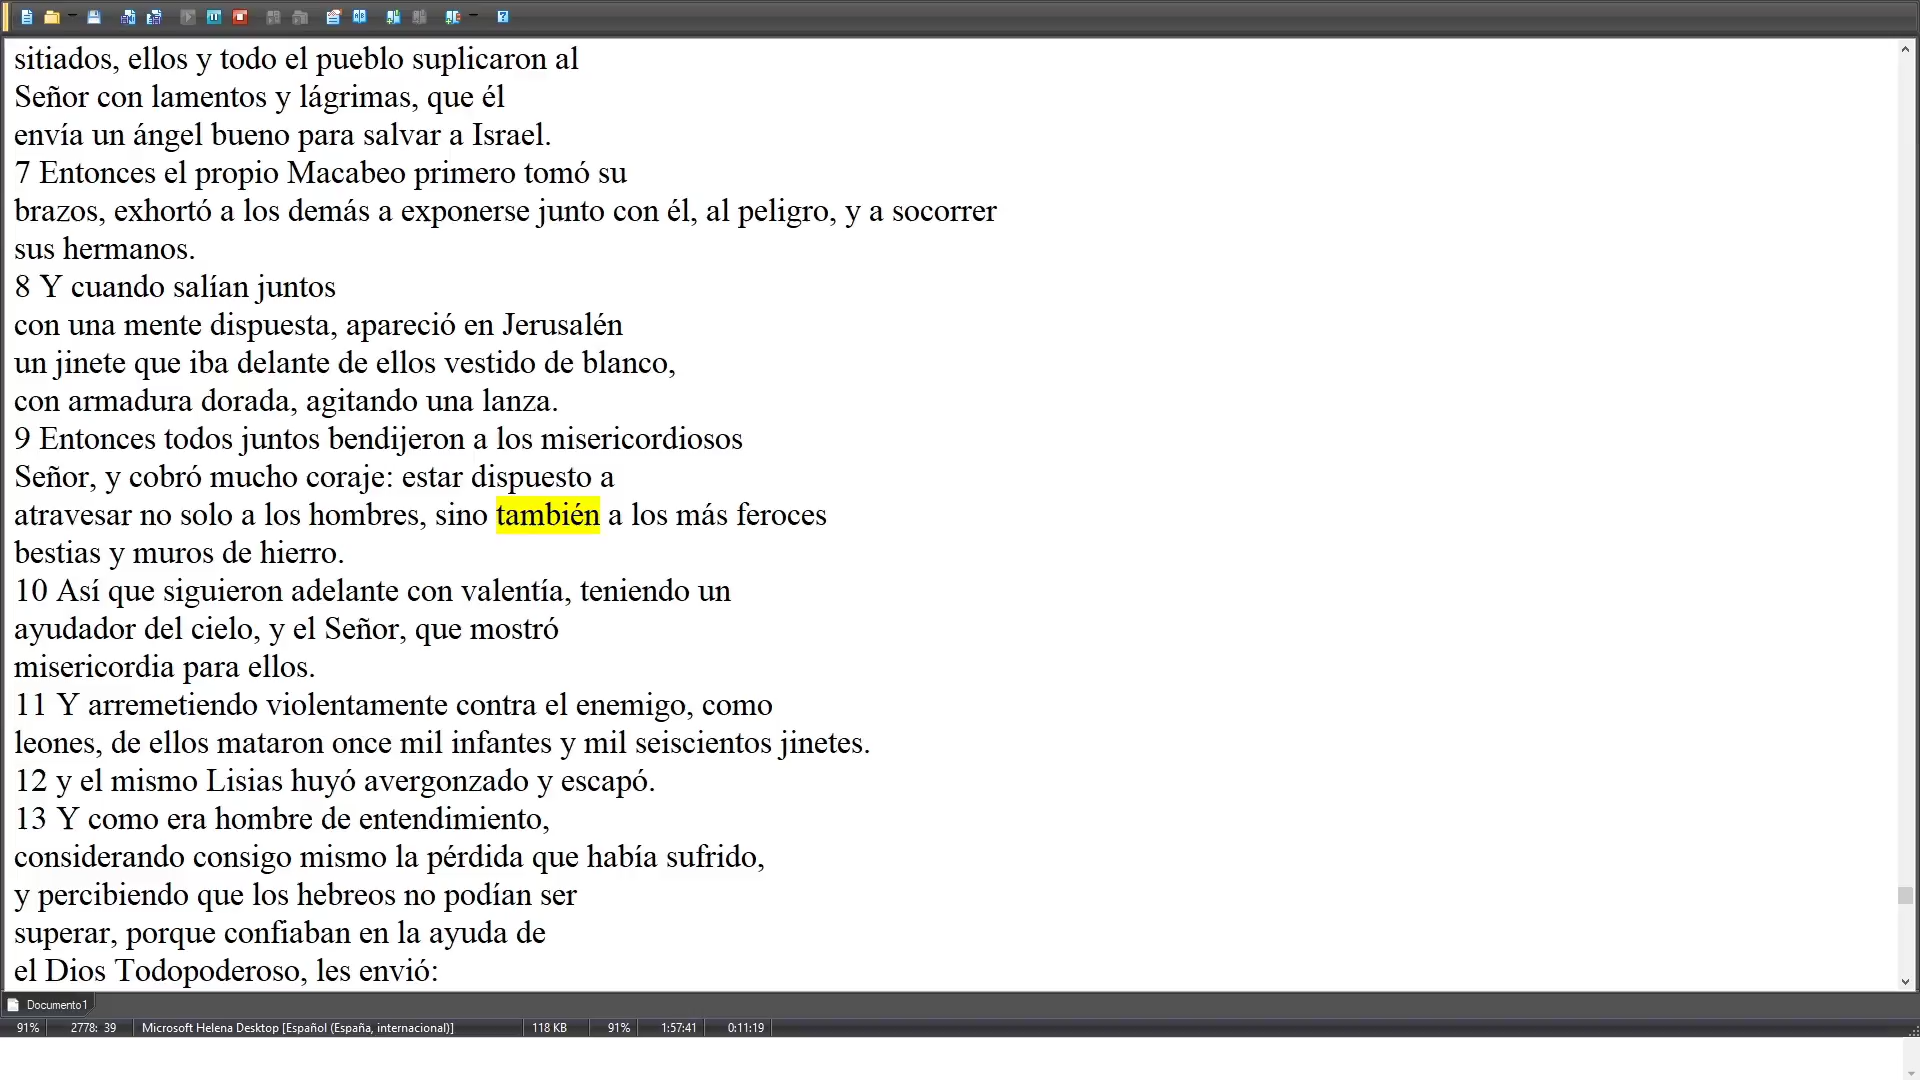 sitiados, ellos y todo el pueblo suplicaron al
Señor con lamentos y lágrimas, que él
envía un ángel bueno para salvar a Israel.
7 Entonces el propio Macabeo primero tomó su
brazos, exhortó a los demás a exponerse junto con él, al peligro, y a socorrer
sus hermanos.
8 Y cuando salían juntos
con una mente dispuesta, apareció en Jerusalén
un jinete que iba delante de ellos vestido de blanco,
con armadura dorada, agitando una lanza.
9 Entonces todos juntos bendijeron a los misericordiosos
Señor, y cobró mucho coraje: estar dispuesto a
atravesar no solo a los hombres, sino también a los más feroces
bestias y muros de hierro.
10 Así que siguieron adelante con valentía, teniendo un
ayudador del cielo, y el Señor, que mostró
misericordia para ellos.
11 Y arremetiendo violentamente contra el enemigo, como
leones, de ellos mataron once mil infantes y mil seiscientos jinetes.
12 y el mismo Lisias huyó avergonzado y escapó.
13 Y como era hombre de entendimiento,
considerando consigo mismo la pérdida que había sufrido,
y percibiendo que los hebreos no podían ser
superar, porque confiaban en la ayuda de
el Dios Todopoderoso, les envió:
Documento1
91% 2778: 39 Microsoft Helena Desktop [Español (España, internacional)] 118 KB 91% 1:57:41 0:11:19